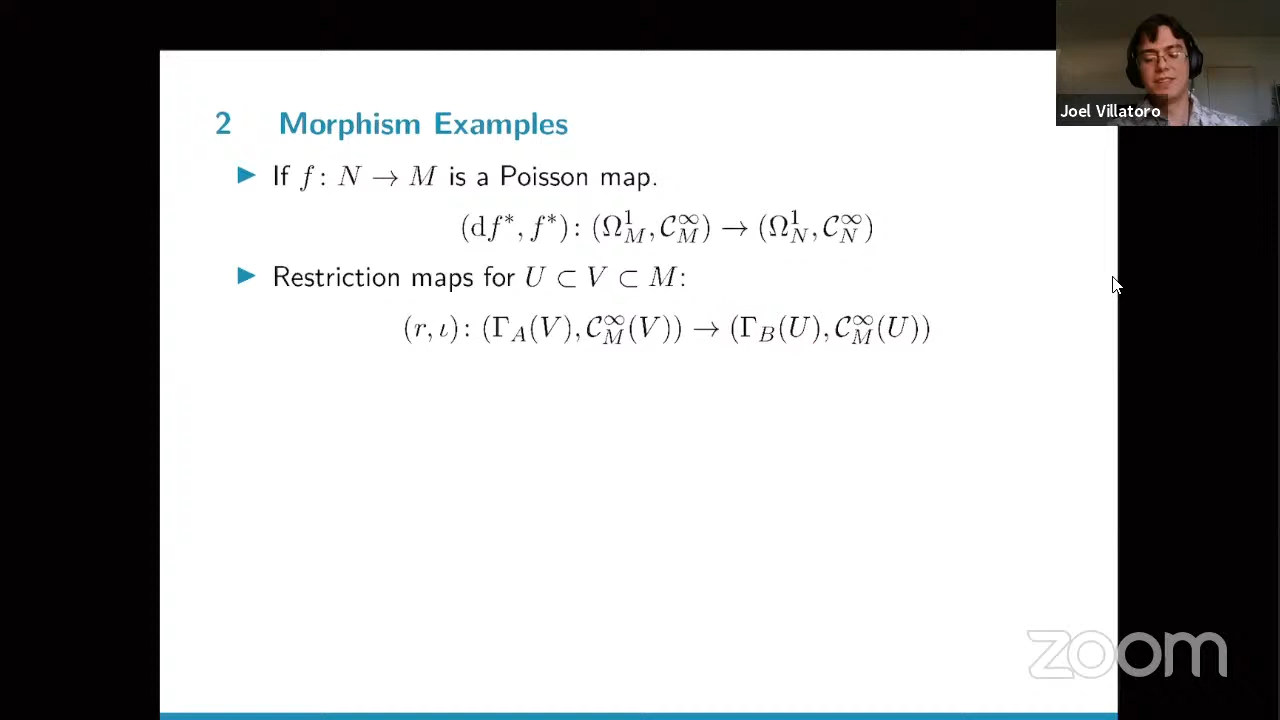 Joel Villatoro
2 Morphism Examples
▶ If f : N → M is a Poisson map.
(df*, f*) : (Ω¹_M, C^∞_M) → (Ω¹_N, C^∞_N)
▶ Restriction maps for U ⊂ V ⊂ M:
(r, ι) : (Γ_A(V), C^∞_M(V)) → (Γ_B(U), C^∞_M(U))
zoom